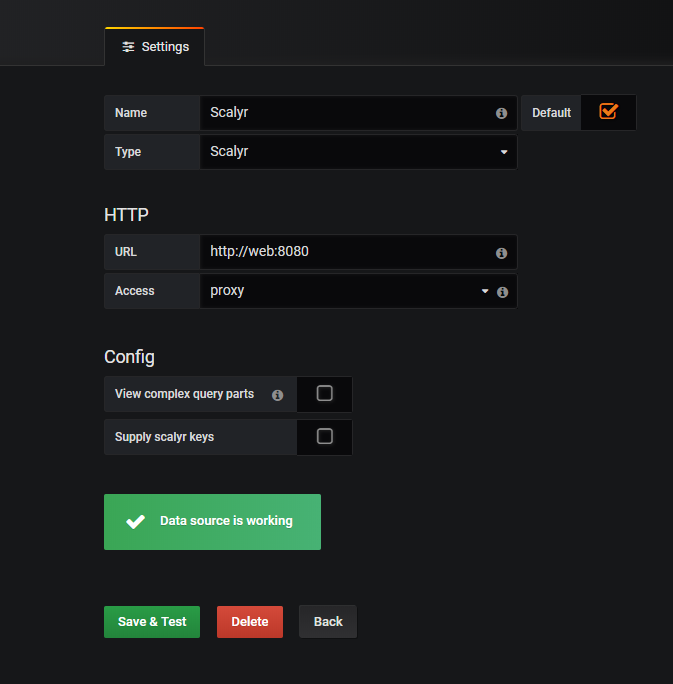 Settings
Name Scalyr Default
Type Scalyr
HTTP
URL http://web:8080
Access proxy
Config
View complex query parts
Supply scalyr keys
Data source is working
Save & Test Delete Back